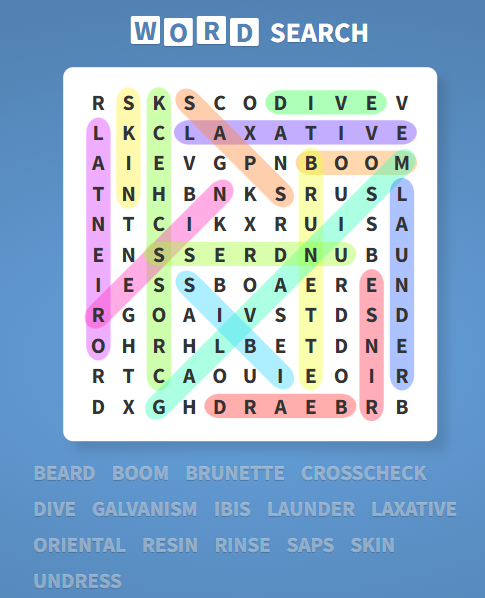 WORD SEARCH
R S K S C O D I V E V
L K C L A X A T I V E
A I E V G P N B O O M
T N H B N K S R U S L
N T C I K X R U I S A
E N S S E R D N U B U
I E S S B O A E R E N
R G O A I V S T D S D
O H R H L B E T D N E
R T C A O U I E O I R
D X G H D R A E B R B
BEARD BOOM BRUNETTE CROSSCHECK
DIVE GALVANISM IBIS LAUNDER LAXATIVE
ORIENTAL RESIN RINSE SAPS SKIN
UNDRESS